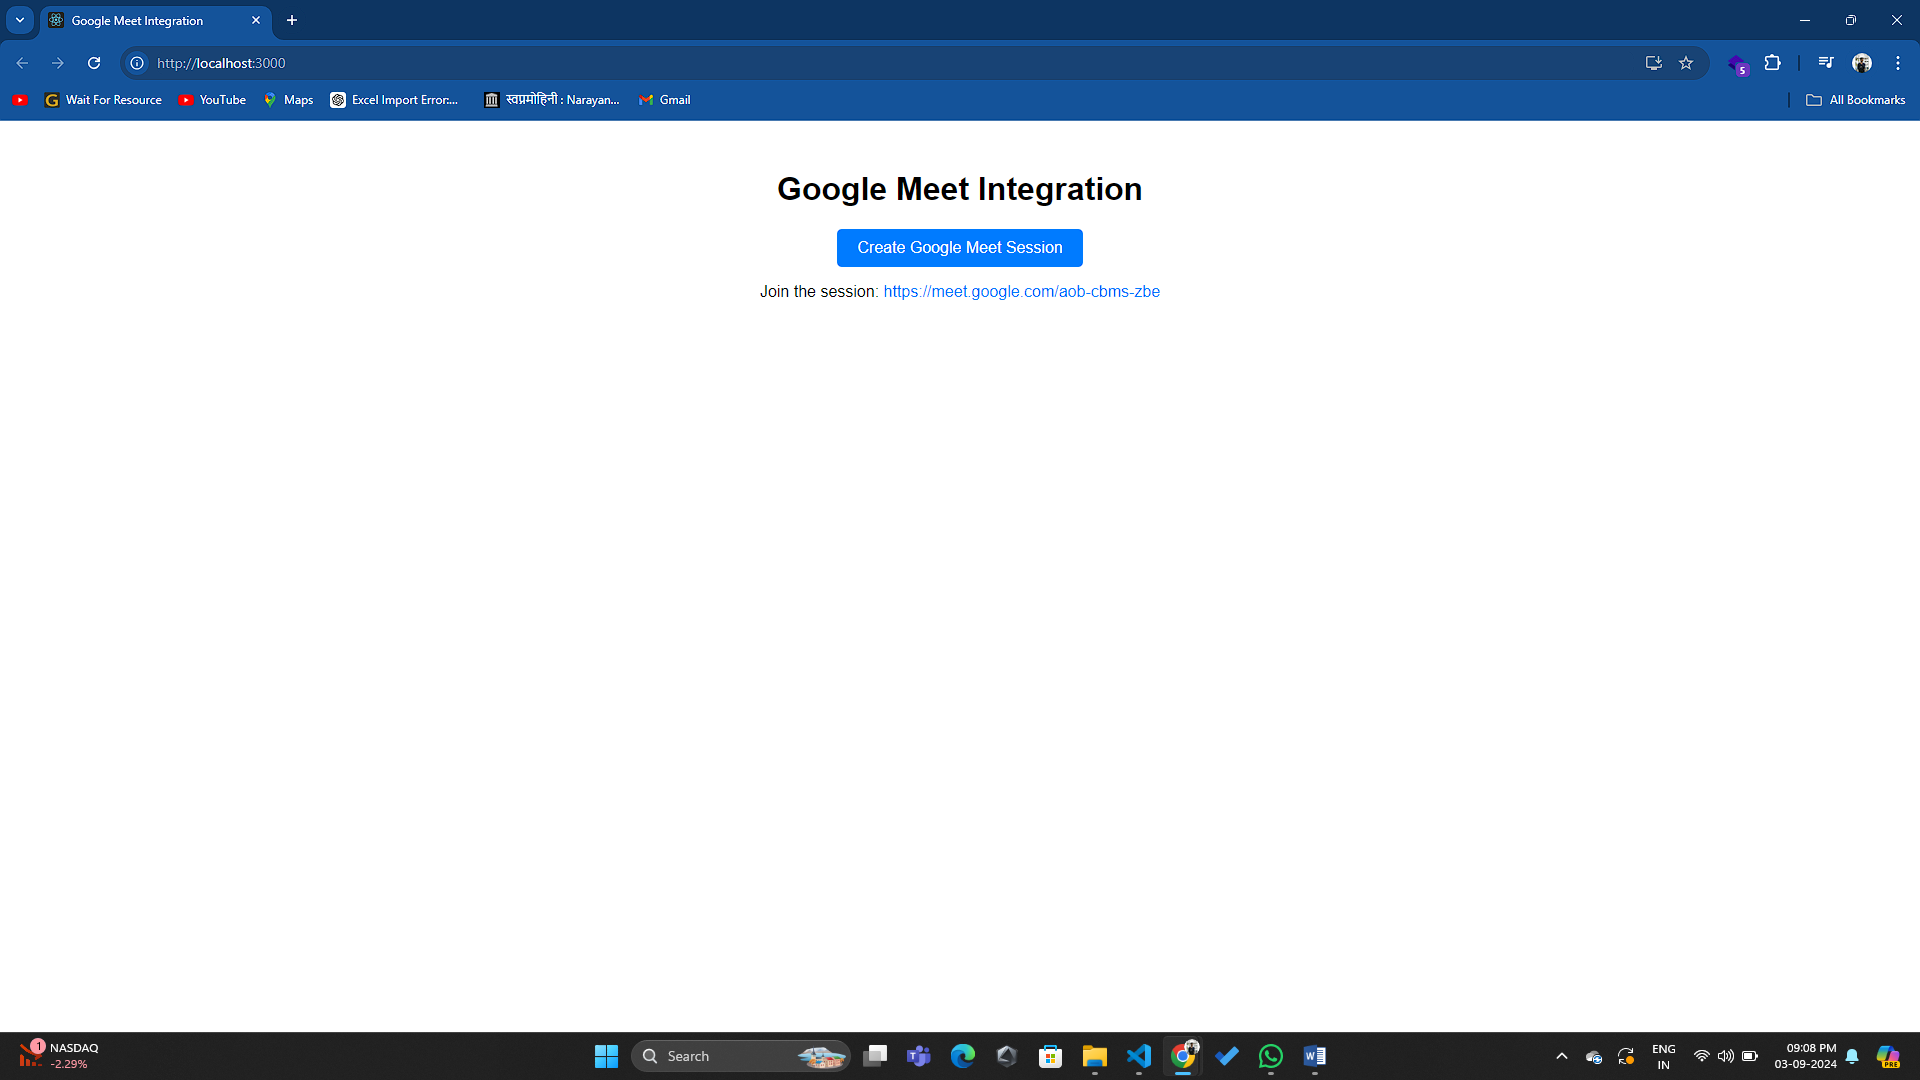 Google Meet Integration
http://localhost:3000
5
Wait For Resource
YouTube
Maps
Excel Import Error:...
स्वप्नमोहिनी : Narayan...
Gmail
All Bookmarks
Google Meet Integration
Create Google Meet Session
Join the session: https://meet.google.com/aob-cbms-zbe
1
NASDAQ
-2.29%
Search
ENG
IN
09:08 PM
03-09-2024
PRE